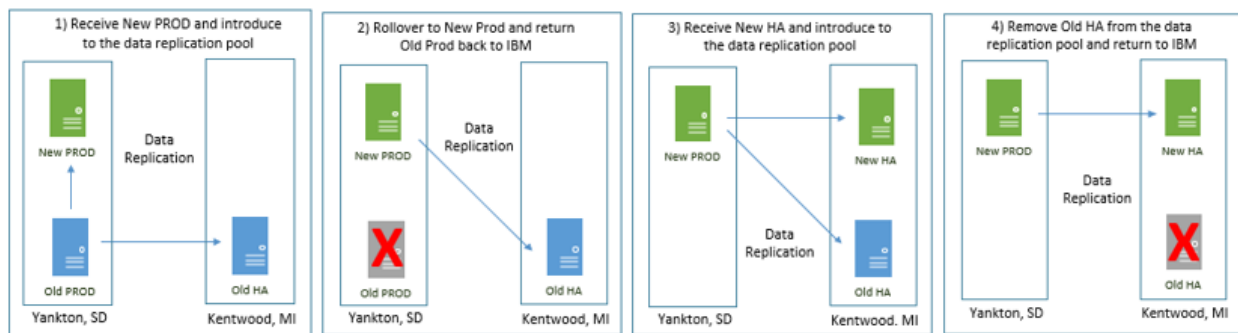 1) Receive New PROD and introduce
to the data replication pool
New PROD
Data
Replication
Old PROD
Old HA
Yankton, SD
Kentwood, MI
2) Rollover to New Prod and return
Old Prod back to IBM
New PROD
Data
Replication
X
Old PROD
Old HA
Yankton, SD
Kentwood, MI
3) Receive New HA and introduce to
the data replication pool
New PROD
New HA
Data
Replication
Old HA
Yankton, SD
Kentwood. MI
4) Remove Old HA from the data
replication pool and return to IBM
New PROD
New HA
Data
Replication
X
Old HA
Yankton, SD
Kentwood, MI